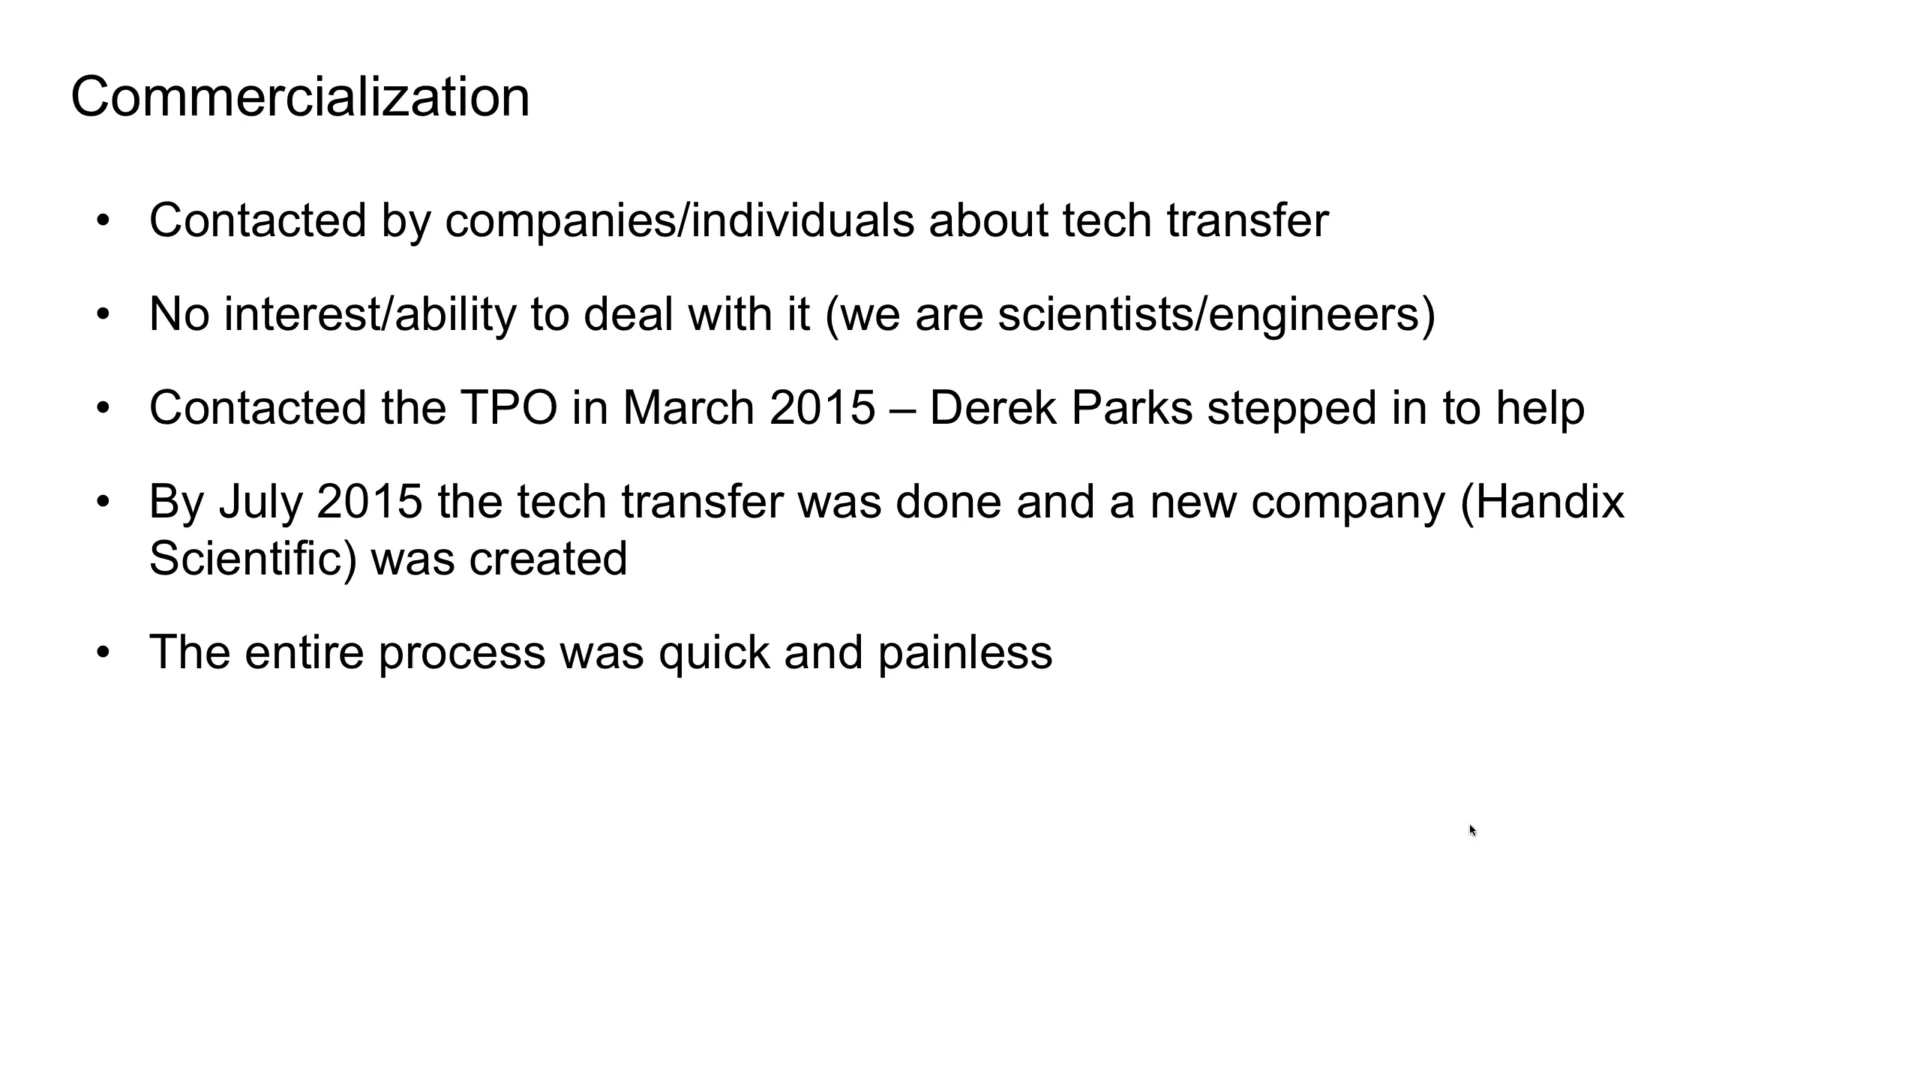 Commercialization
• Contacted by companies/individuals about tech transfer
• No interest/ability to deal with it (we are scientists/engineers)
• Contacted the TPO in March 2015 – Derek Parks stepped in to help
• By July 2015 the tech transfer was done and a new company (Handix
Scientific) was created
• The entire process was quick and painless